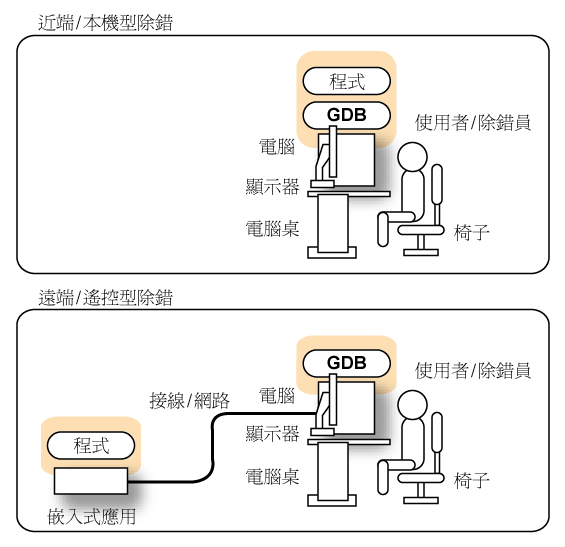 近端/本機型除錯
程式
GDB
使用者/除錯員
電腦
顯示器
電腦桌
椅子
遠端/遙控型除錯
GDB
使用者/除錯員
電腦
接線/網路
顯示器
程式
電腦桌
椅子
嵌入式應用